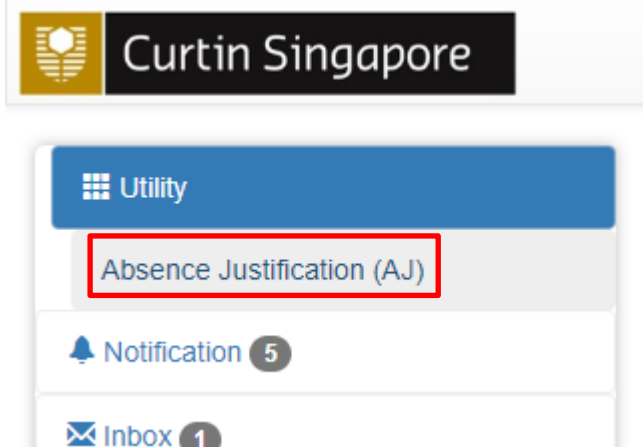 Curtin Singapore
Utility
Absence Justification (AJ)
Notification 5
Inbox 1